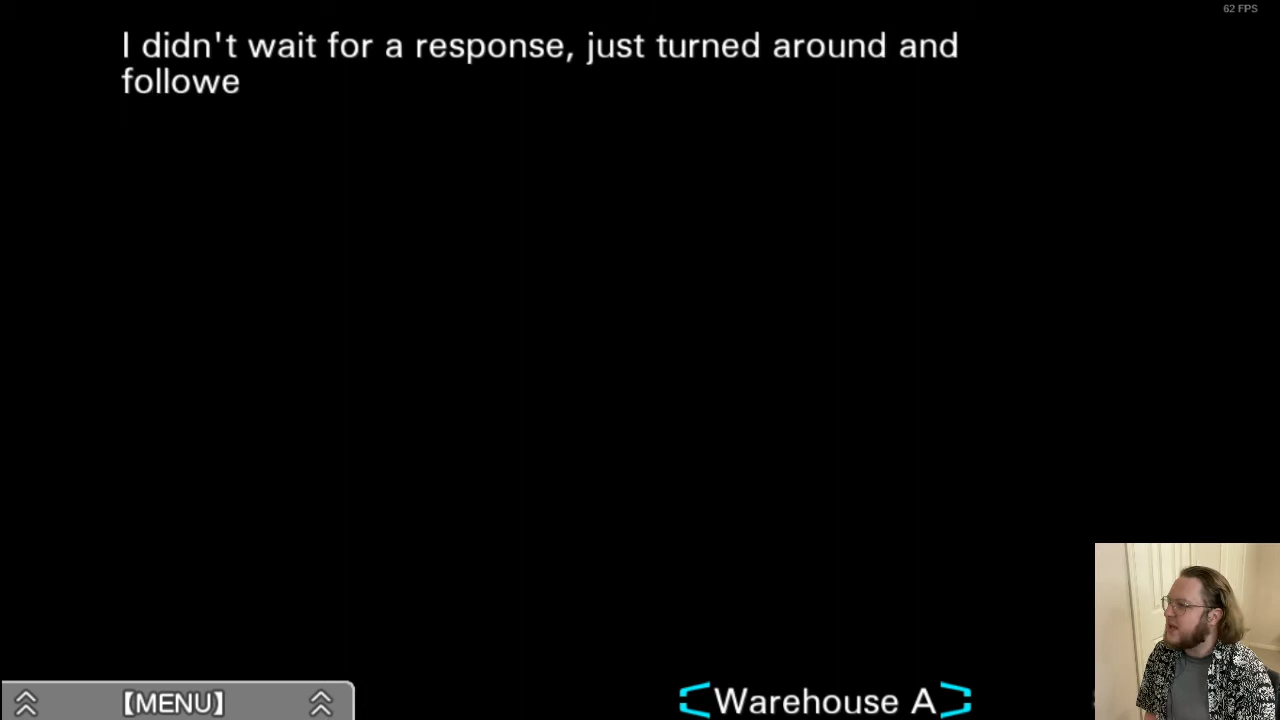 62 FPS
I didn't wait for a response, just turned around and
followe
【MENU】
Warehouse A